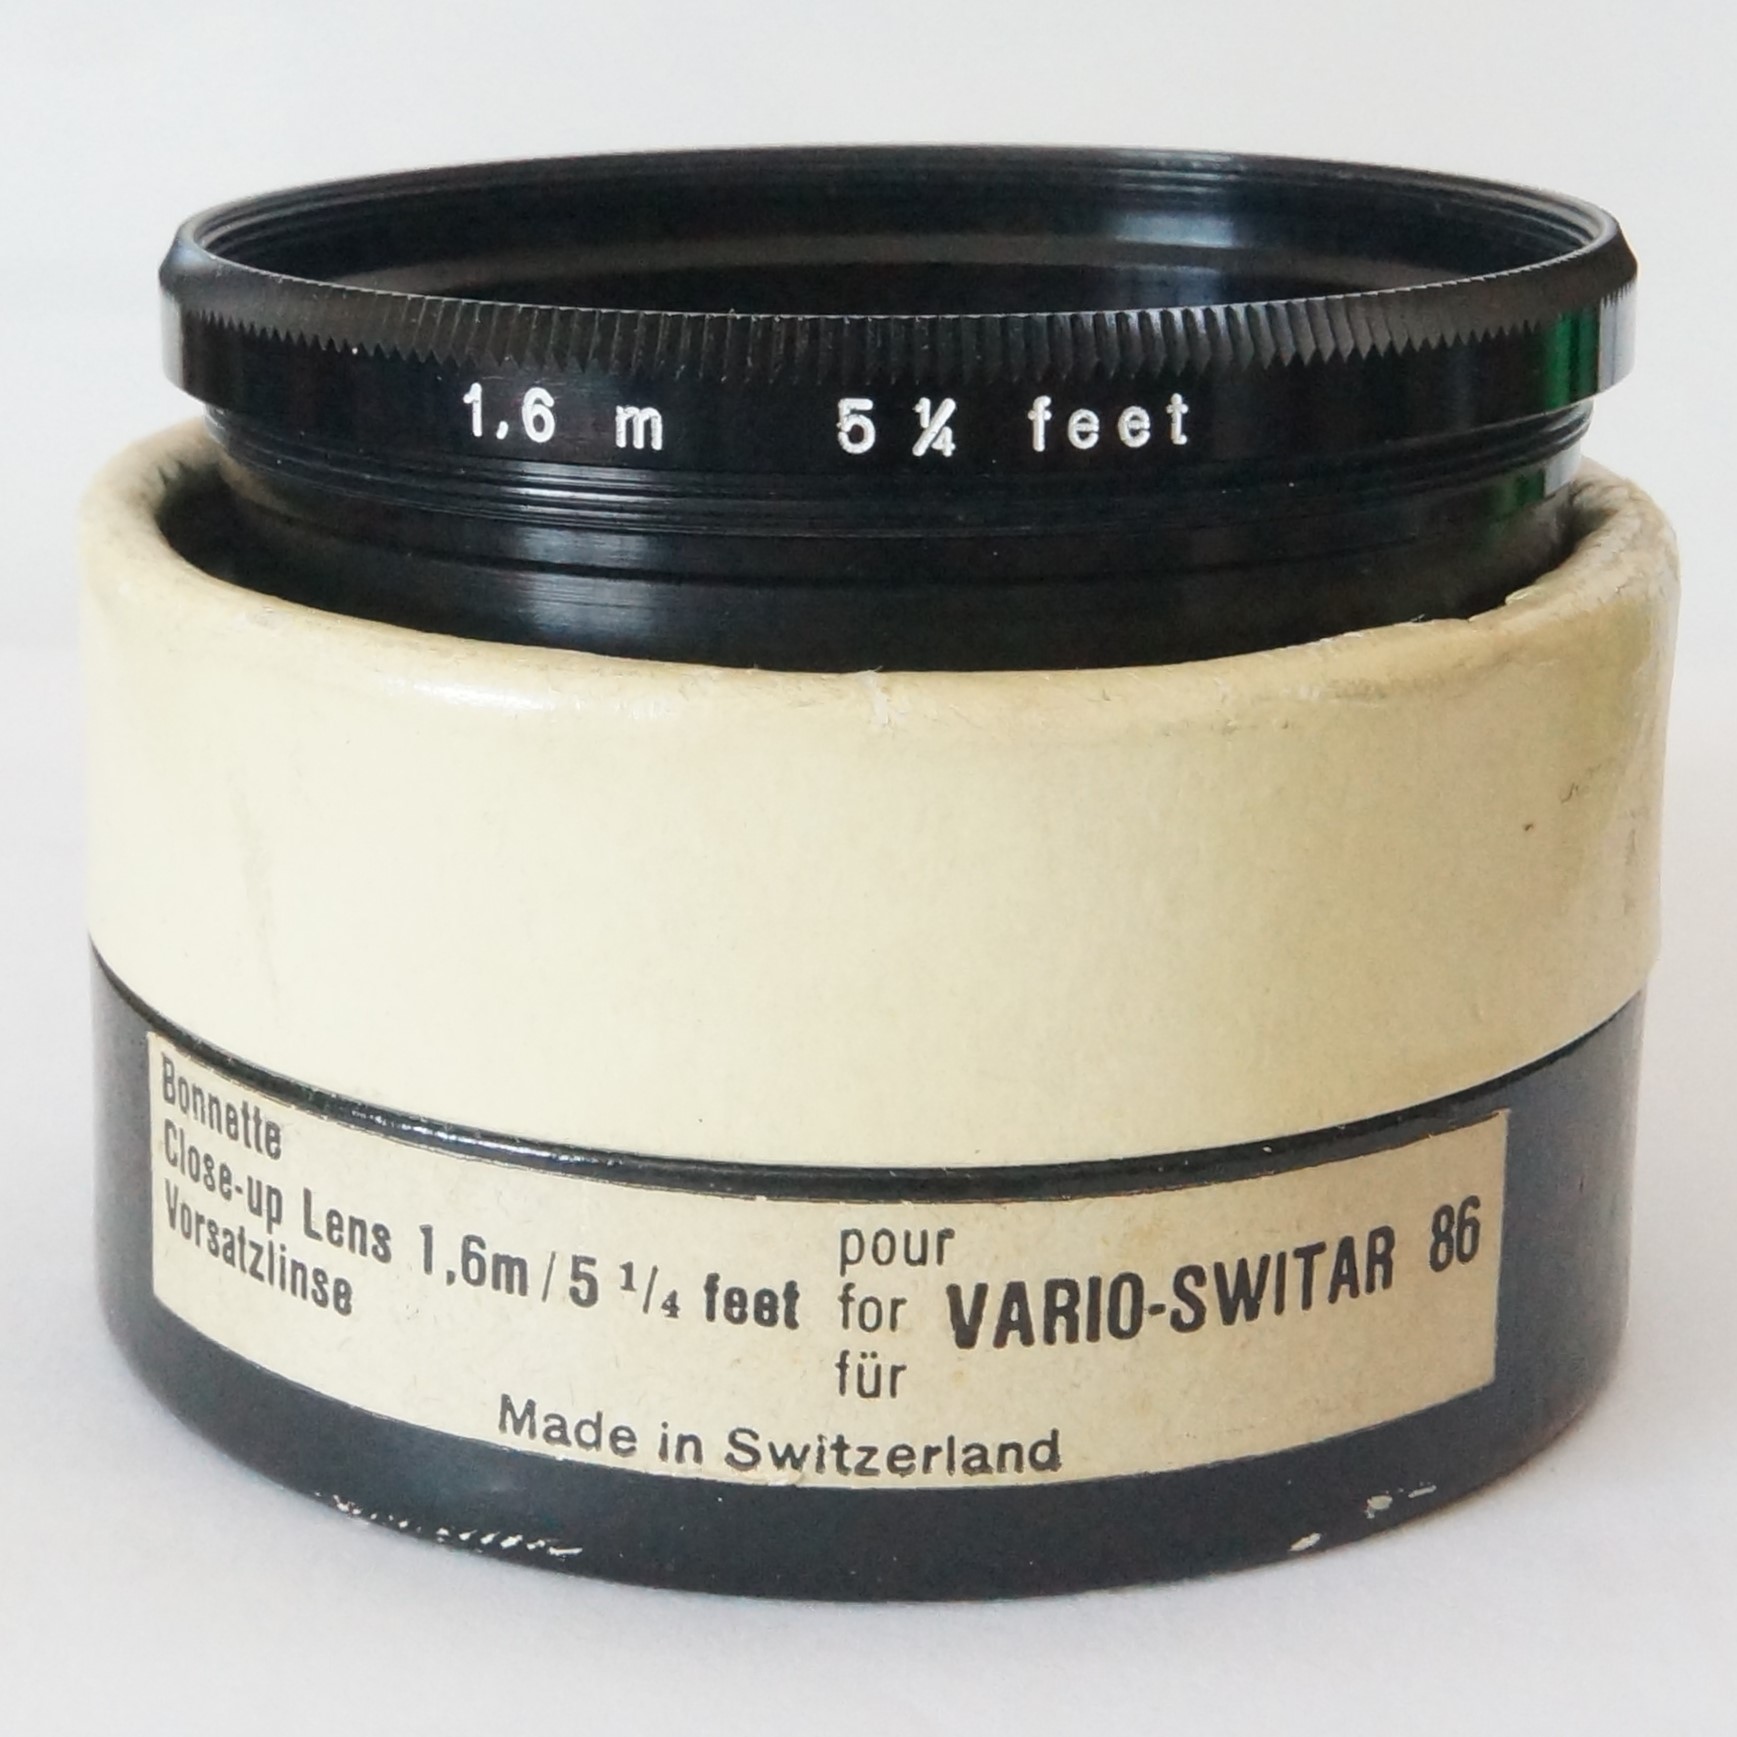 1,6 m 5 ¼ feet
Bonnette
Close-up Lens 1,6m/5 1/4 feet
Vorsatzlinse
pour
for VARIO-SWITAR 86
für
Made in Switzerland